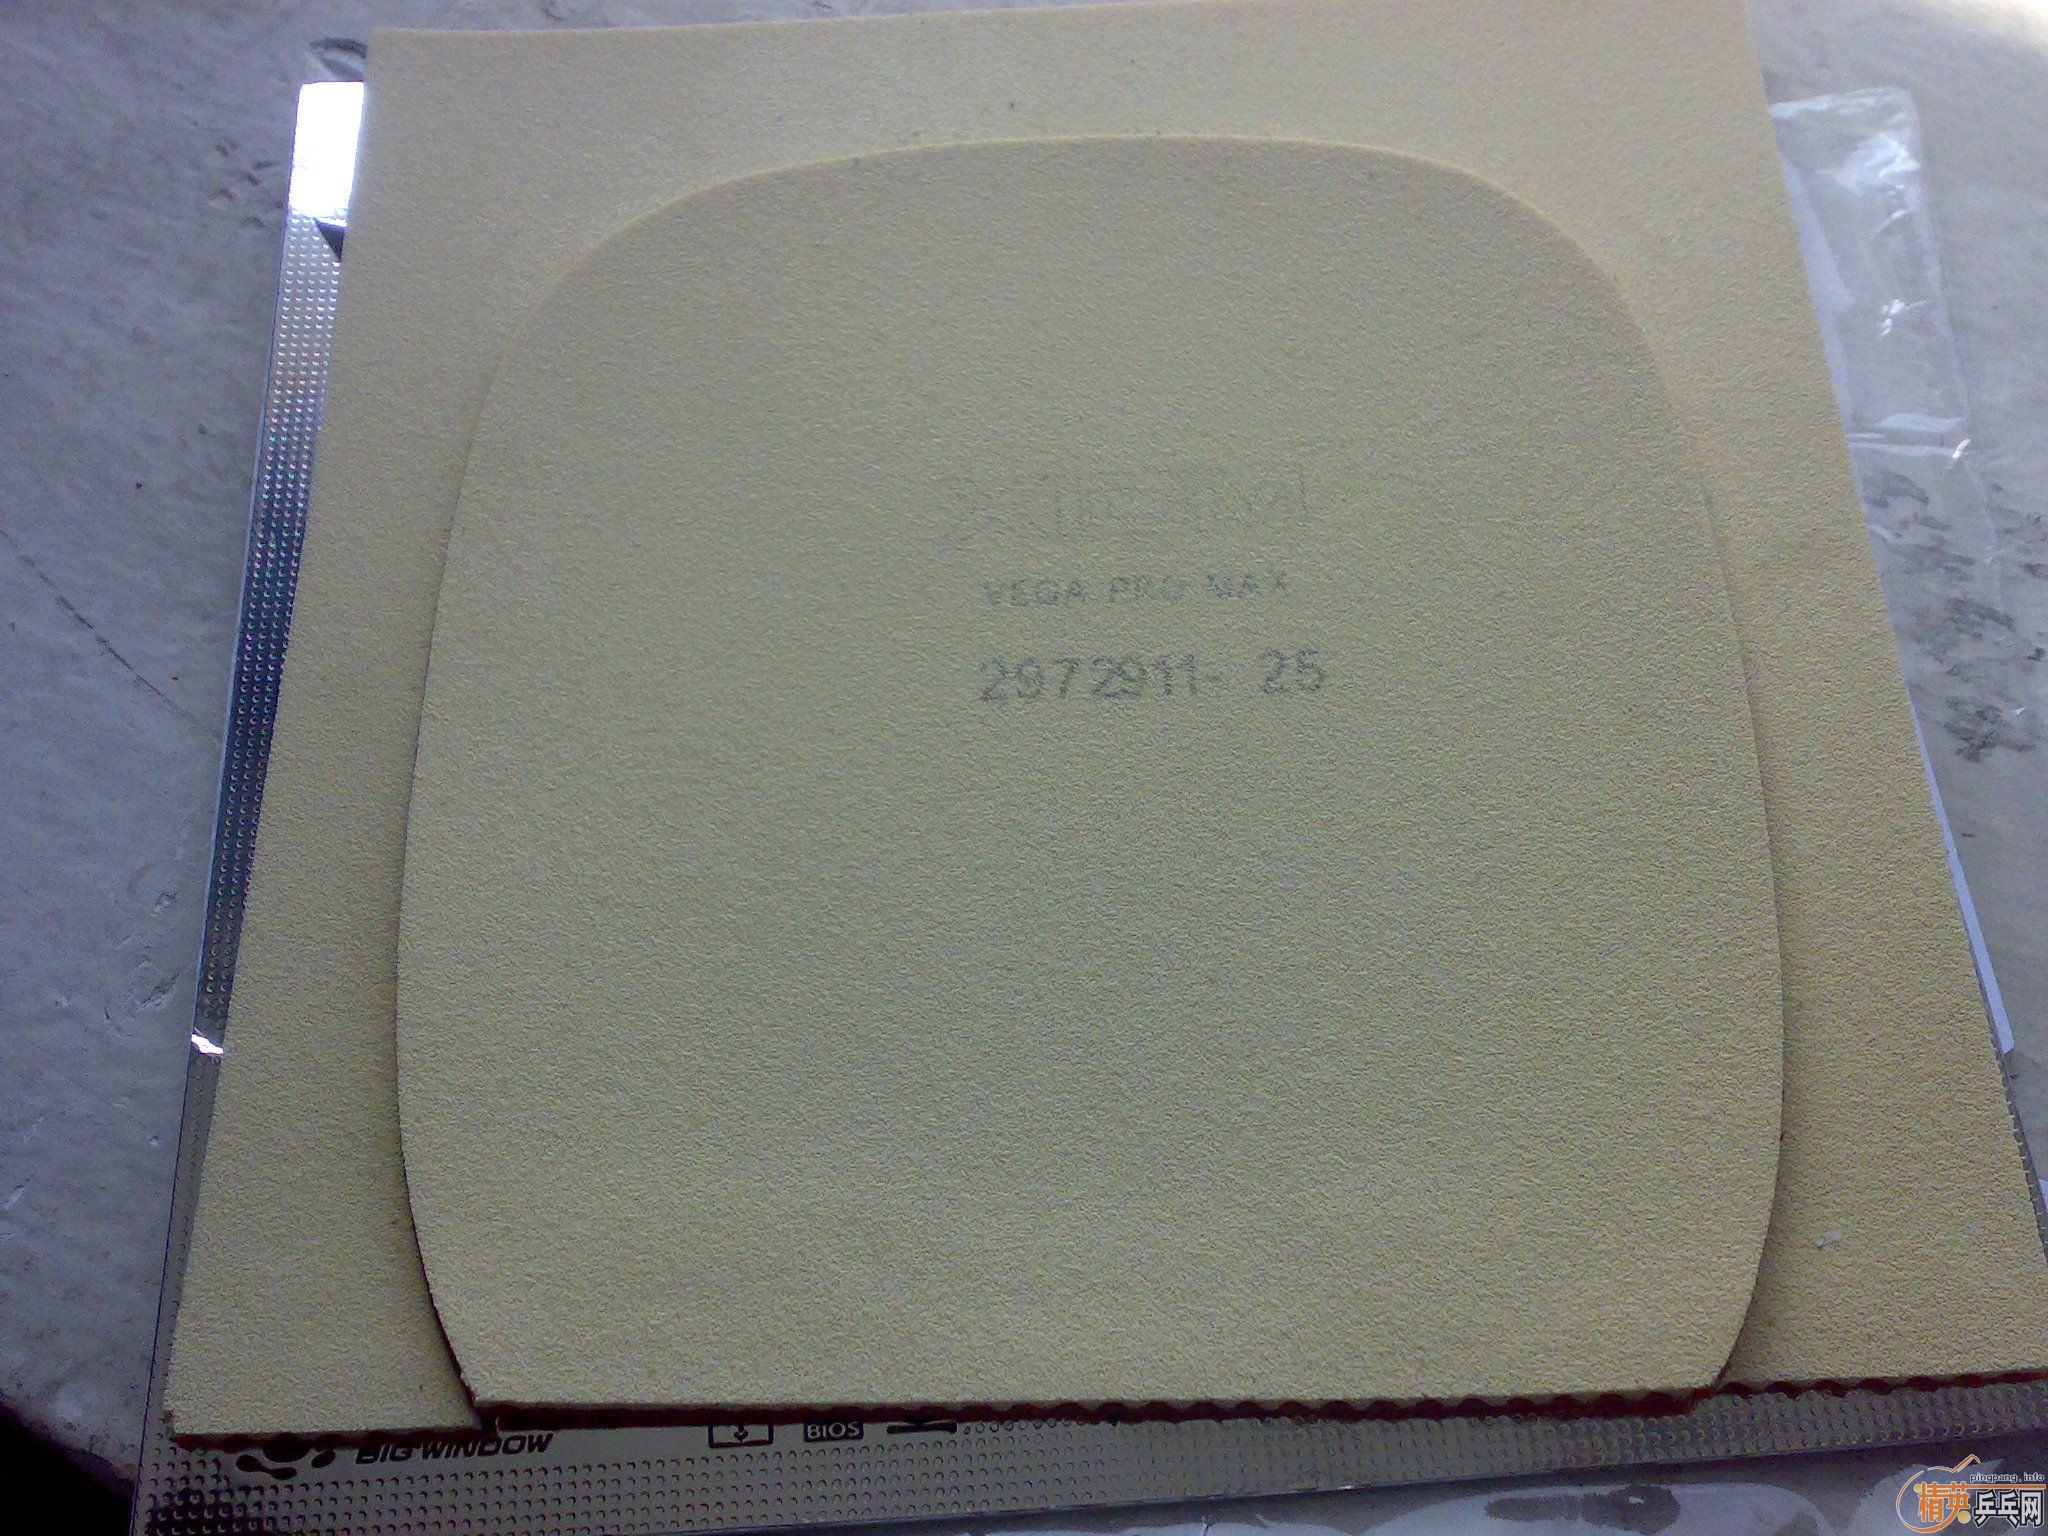 VEGA PRO MAX
2972911- 25
BIG WINDOW
BIOS
pingpang.info
精英乒乓网